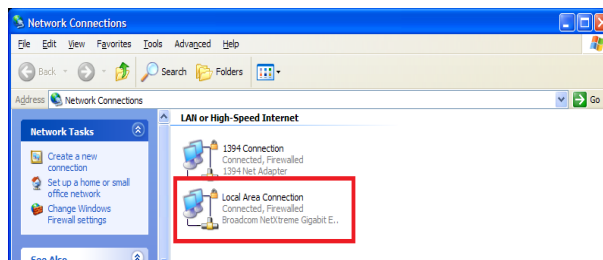 Network Connections
File Edit View Favorites Tools Advanced Help
Back Search Folders
Address Network Connections Go
LAN or High-Speed Internet
Network Tasks
Create a new
connection
Set up a home or small
office network
Change Windows
Firewall settings
See Also
1394 Connection
Connected, Firewalled
1394 Net Adapter
Local Area Connection
Connected, Firewalled
Broadcom NetXtreme Gigabit E..